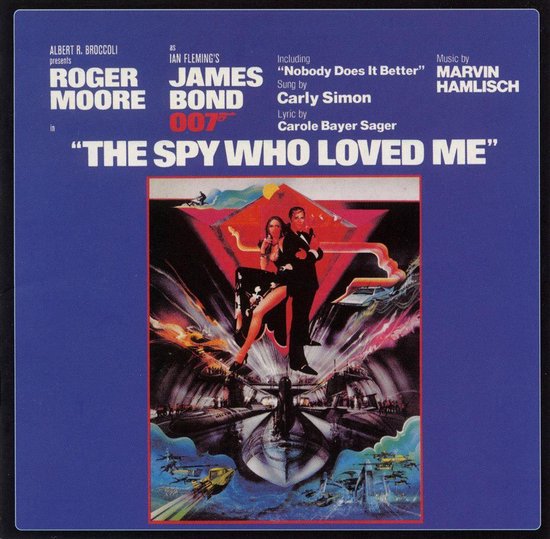 ALBERT R. BROCCOLI
presents
ROGER
MOORE
in
as
IAN FLEMING'S
JAMES
BOND
007
Including
"Nobody Does It Better"
Sung by
Carly Simon
Lyric by
Carole Bayer Sager
Music by
MARVIN
HAMLISCH
"THE SPY WHO LOVED ME"